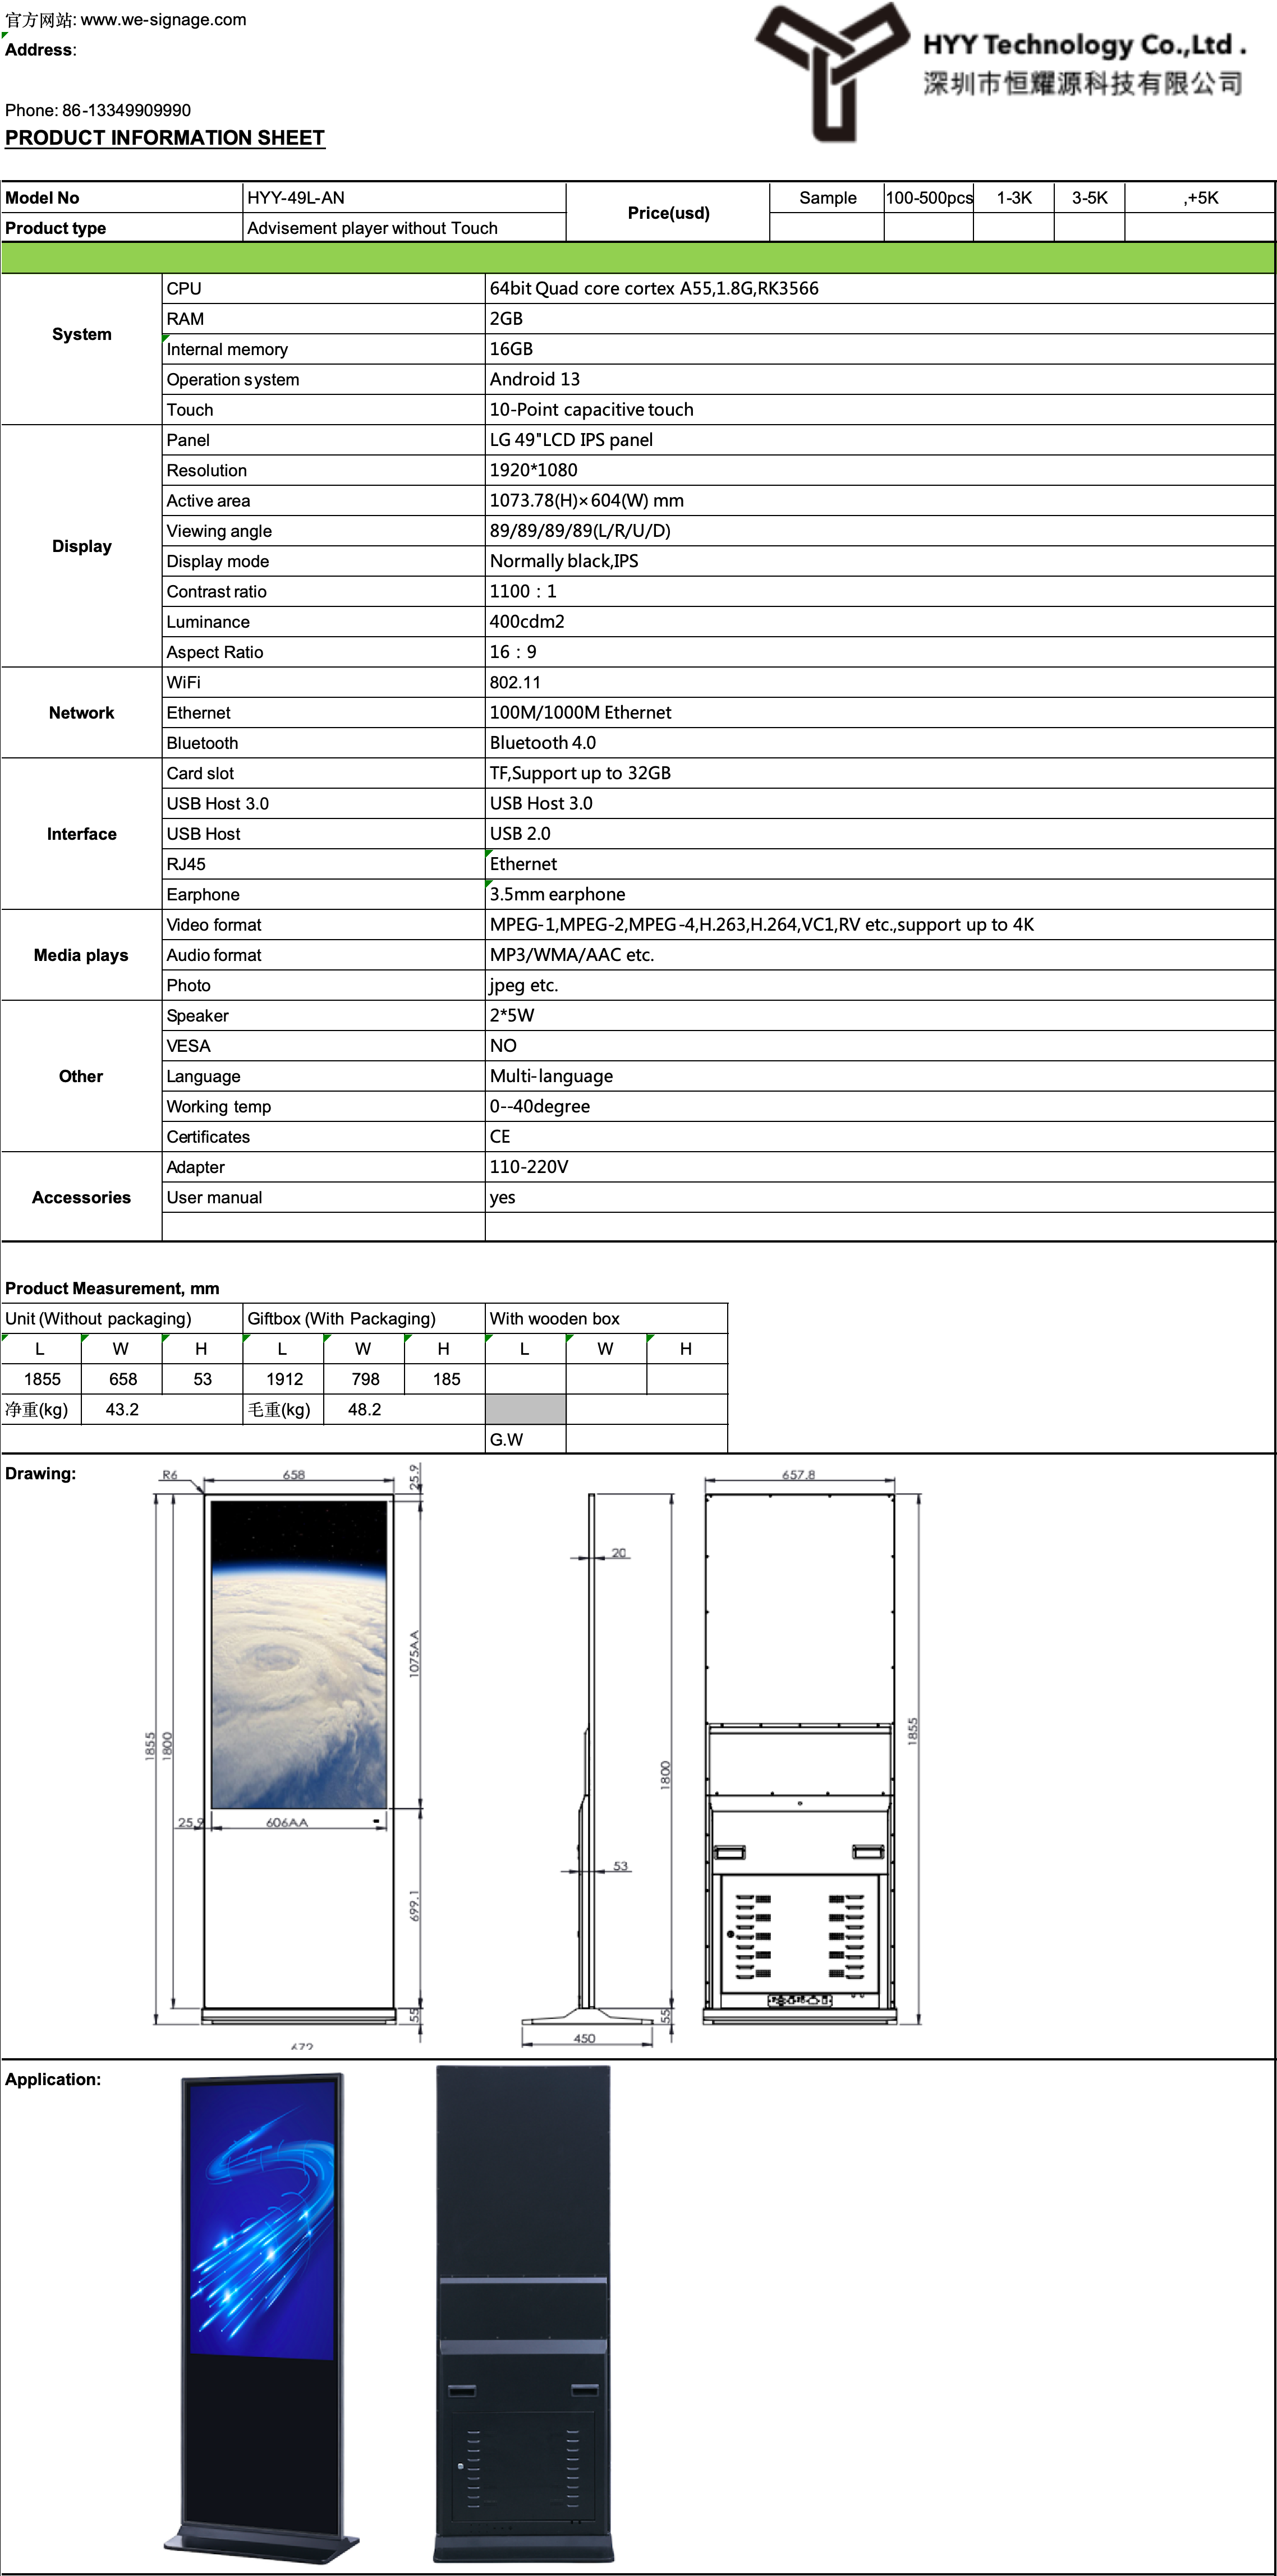 官方网站: www.we-signage.com
Address:
Phone: 86-13349909990
PRODUCT INFORMATION SHEET
HYY Technology Co.,Ltd .
深圳市恒耀源科技有限公司
Model No HYY-49L-AN Price(usd) Sample 100-500pcs 1-3K 3-5K ,+5K
Product type Advisement player without Touch
System
CPU 64bit Quad core cortex A55,1.8G,RK3566
RAM 2GB
Internal memory 16GB
Operation system Android 13
Touch 10-Point capacitive touch
Display
Panel LG 49"LCD IPS panel
Resolution 1920*1080
Active area 1073.78(H)×604(W) mm
Viewing angle 89/89/89/89(L/R/U/D)
Display mode Normally black,IPS
Contrast ratio 1100：1
Luminance 400cdm2
Aspect Ratio 16：9
Network
WiFi 802.11
Ethernet 100M/1000M Ethernet
Bluetooth Bluetooth 4.0
Interface
Card slot TF,Support up to 32GB
USB Host 3.0 USB Host 3.0
USB Host USB 2.0
RJ45 Ethernet
Earphone 3.5mm earphone
Media plays
Video format MPEG-1,MPEG-2,MPEG-4,H.263,H.264,VC1,RV etc.,support up to 4K
Audio format MP3/WMA/AAC etc.
Photo jpeg etc.
Other
Speaker 2*5W
VESA NO
Language Multi-language
Working temp 0--40degree
Certificates CE
Accessories
Adapter 110-220V
User manual yes
Product Measurement, mm
Unit (Without packaging) Giftbox (With Packaging) With wooden box
L W H L W H L W H
1855 658 53 1912 798 185
净重(kg) 43.2 毛重(kg) 48.2
G.W
Drawing:
R6 658 25.9
1855 1800 1075AA
25.9 606AA
699.1
55
672
20
1800
53
55
450
657.8
1855
Application: